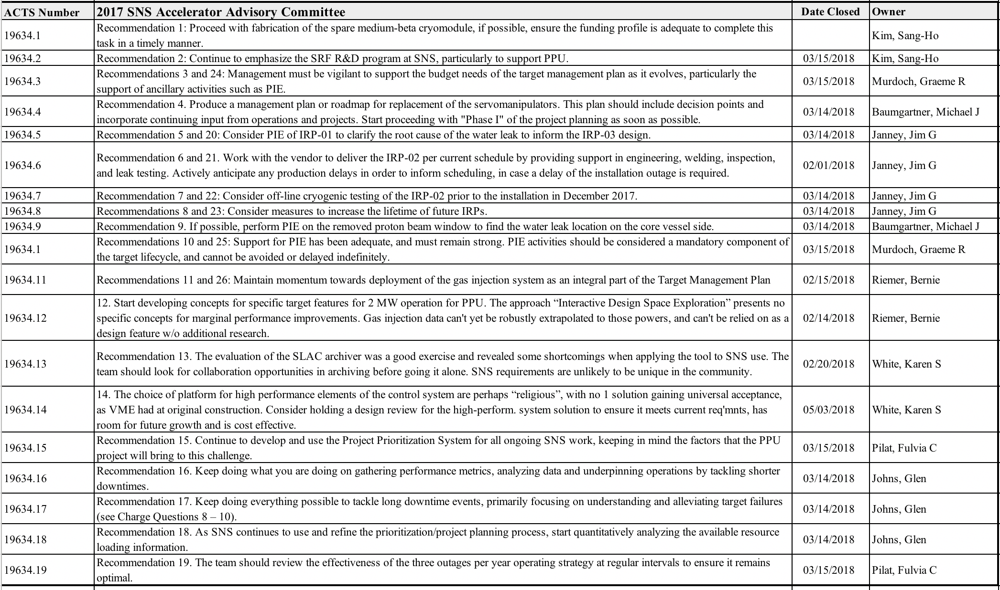 ACTS Number 2017 SNS Accelerator Advisory Committee Date Closed Owner
19634.1 Recommendation 1: Proceed with fabrication of the spare medium-beta cryomodule, if possible, ensure the funding profile is adequate to complete this
task in a timely manner. Kim, Sang-Ho
19634.2 Recommendation 2: Continue to emphasize the SRF R&D program at SNS, particularly to support PPU. 03/15/2018 Kim, Sang-Ho
19634.3 Recommendations 3 and 24: Management must be vigilant to support the budget needs of the target management plan as it evolves, particularly the
support of ancillary activities such as PIE. 03/15/2018 Murdoch, Graeme R
19634.4 Recommendation 4. Produce a management plan or roadmap for replacement of the servomanipulators. This plan should include decision points and
incorporate continuing input from operations and projects. Start proceeding with "Phase I" of the project planning as soon as possible. 03/14/2018 Baumgartner, Michael J
19634.5 Recommendation 5 and 20: Consider PIE of IRP-01 to clarify the root cause of the water leak to inform the IRP-03 design. 03/14/2018 Janney, Jim G
19634.6 Recommendation 6 and 21. Work with the vendor to deliver the IRP-02 per current schedule by providing support in engineering, welding, inspection,
and leak testing. Actively anticipate any production delays in order to inform scheduling, in case a delay of the installation outage is required. 02/01/2018 Janney, Jim G
19634.7 Recommendation 7 and 22: Consider off-line cryogenic testing of the IRP-02 prior to the installation in December 2017. 03/14/2018 Janney, Jim G
19634.8 Recommendations 8 and 23: Consider measures to increase the lifetime of future IRPs. 03/14/2018 Janney, Jim G
19634.9 Recommendation 9. If possible, perform PIE on the removed proton beam window to find the water leak location on the core vessel side. 03/14/2018 Baumgartner, Michael J
19634.1 Recommendations 10 and 25: Support for PIE has been adequate, and must remain strong. PIE activities should be considered a mandatory component of
the target lifecycle, and cannot be avoided or delayed indefinitely. 03/15/2018 Murdoch, Graeme R
19634.11 Recommendations 11 and 26: Maintain momentum towards deployment of the gas injection system as an integral part of the Target Management Plan 02/15/2018 Riemer, Bernie
19634.12 12. Start developing concepts for specific target features for 2 MW operation for PPU. The approach “Interactive Design Space Exploration” presents no
specific concepts for marginal performance improvements. Gas injection data can't yet be robustly extrapolated to those powers, and can't be relied on as a
design feature w/o additional research. 02/14/2018 Riemer, Bernie
19634.13 Recommendation 13. The evaluation of the SLAC archiver was a good exercise and revealed some shortcomings when applying the tool to SNS use. The
team should look for collaboration opportunities in archiving before going it alone. SNS requirements are unlikely to be unique in the community. 02/20/2018 White, Karen S
19634.14 14. The choice of platform for high performance elements of the control system are perhaps “religious”, with no 1 solution gaining universal acceptance,
as VME had at original construction. Consider holding a design review for the high-perform. system solution to ensure it meets current req'mnts, has
room for future growth and is cost effective. 05/03/2018 White, Karen S
19634.15 Recommendation 15. Continue to develop and use the Project Prioritization System for all ongoing SNS work, keeping in mind the factors that the PPU
project will bring to this challenge. 03/15/2018 Pilat, Fulvia C
19634.16 Recommendation 16. Keep doing what you are doing on gathering performance metrics, analyzing data and underpinning operations by tackling shorter
downtimes. 03/14/2018 Johns, Glen
19634.17 Recommendation 17. Keep doing everything possible to tackle long downtime events, primarily focusing on understanding and alleviating target failures
(see Charge Questions 8 – 10). 03/14/2018 Johns, Glen
19634.18 Recommendation 18. As SNS continues to use and refine the prioritization/project planning process, start quantitatively analyzing the available resource
loading information. 03/14/2018 Johns, Glen
19634.19 Recommendation 19. The team should review the effectiveness of the three outages per year operating strategy at regular intervals to ensure it remains
optimal. 03/15/2018 Pilat, Fulvia C